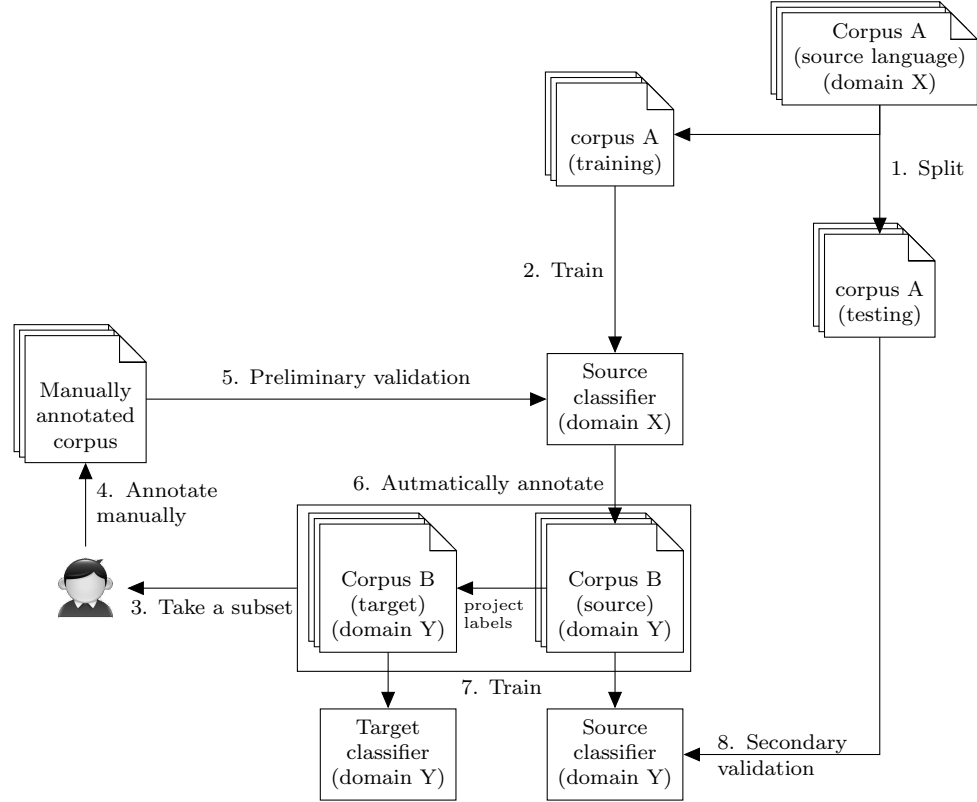 Corpus A
(source language)
(domain X)
corpus A
(training)
1. Split
2. Train
corpus A
(testing)
Manually
annotated
corpus
5. Preliminary validation
Source
classifier
(domain X)
4. Annotate
manually
6. Autmatically annotate
Corpus B
(target)
(domain Y)
project
labels
Corpus B
(source)
(domain Y)
3. Take a subset
7. Train
Target
classifier
(domain Y)
Source
classifier
(domain Y)
8. Secondary
validation